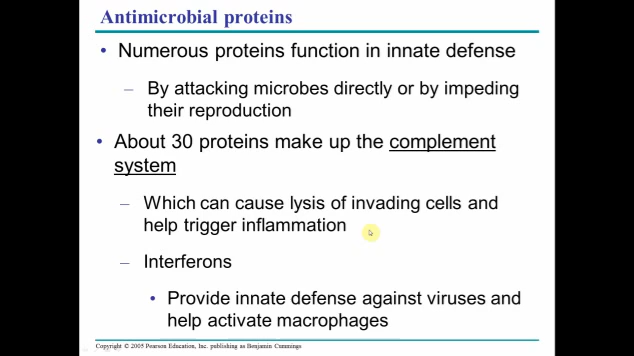 Antimicrobial proteins
• Numerous proteins function in innate defense
– By attacking microbes directly or by impeding
their reproduction
• About 30 proteins make up the complement
system
– Which can cause lysis of invading cells and
help trigger inflammation
– Interferons
• Provide innate defense against viruses and
help activate macrophages
Copyright © 2005 Pearson Education, Inc. publishing as Benjamin Cummings